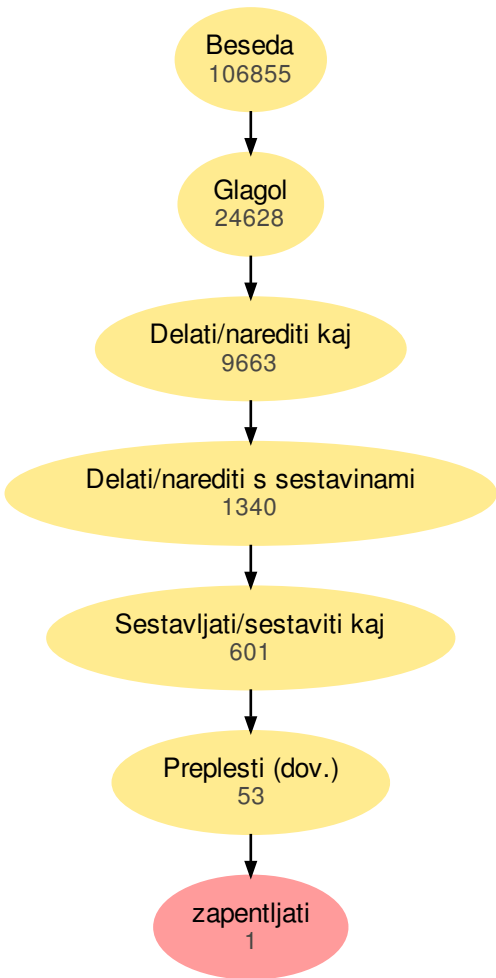 Beseda
106855
Glagol
24628
Delati/narediti kaj
9663
Delati/narediti s sestavinami
1340
Sestavljati/sestaviti kaj
601
Preplesti (dov.)
53
zapentljati
1